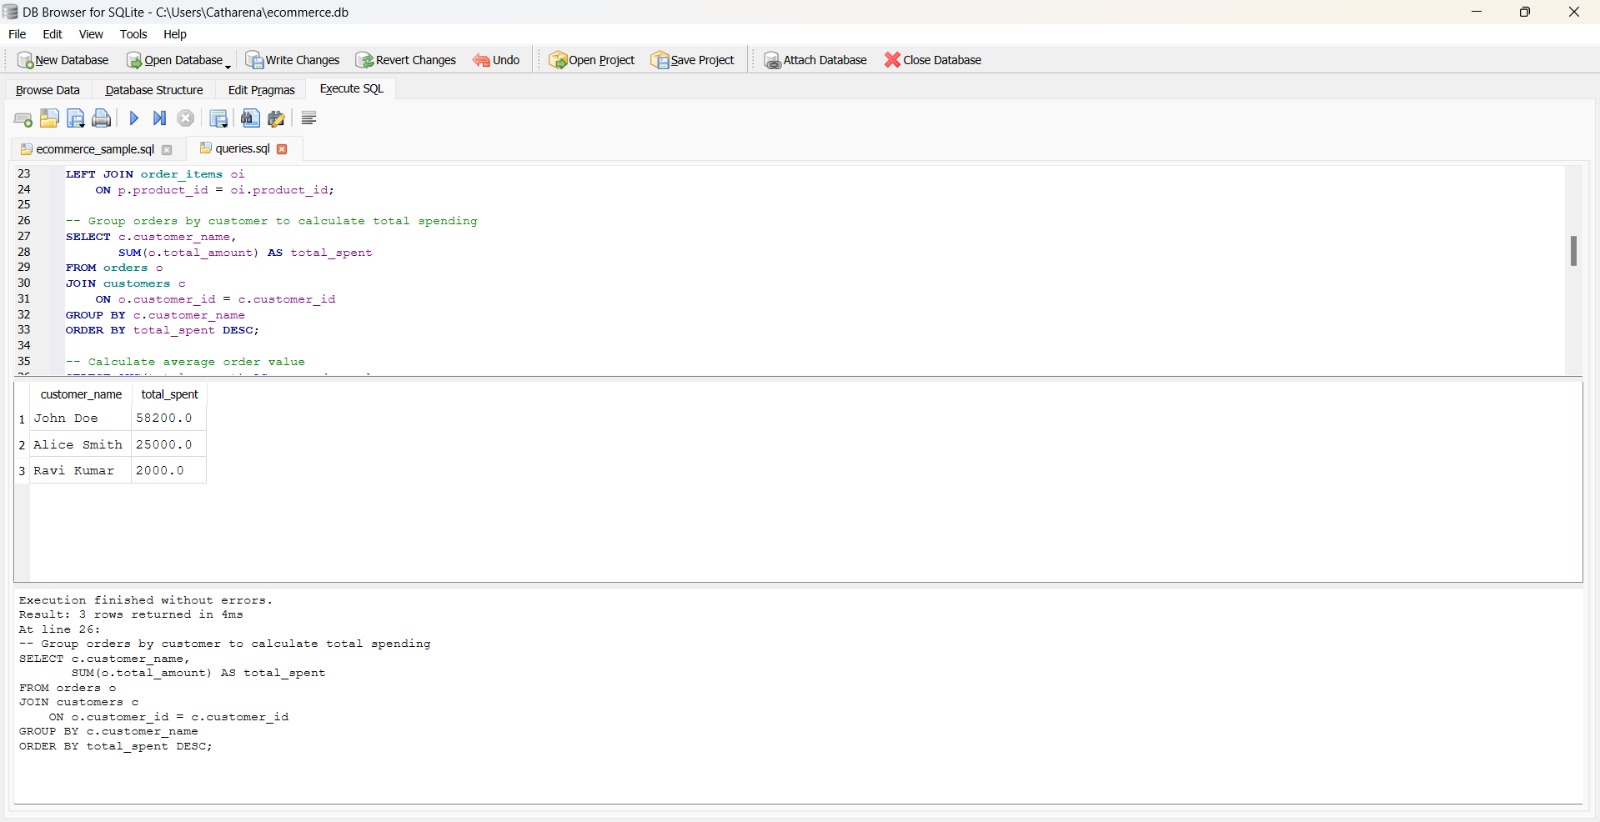 DB Browser for SQLite - C:\Users\Catharena\ecommerce.db
File Edit View Tools Help
New Database Open Database Write Changes Revert Changes Undo Open Project Save Project Attach Database Close Database
Browse Data Database Structure Edit Pragmas Execute SQL
ecommerce_sample.sql queries.sql
23 LEFT JOIN order_items oi
24 ON p.product_id = oi.product_id;
25
26 -- Group orders by customer to calculate total spending
27 SELECT c.customer_name,
28 SUM(o.total_amount) AS total_spent
29 FROM orders o
30 JOIN customers c
31 ON o.customer_id = c.customer_id
32 GROUP BY c.customer_name
33 ORDER BY total_spent DESC;
34
35 -- Calculate average order value
customer_name total_spent
1 John Doe 58200.0
2 Alice Smith 25000.0
3 Ravi Kumar 2000.0
Execution finished without errors.
Result: 3 rows returned in 4ms
At line 26:
-- Group orders by customer to calculate total spending
SELECT c.customer_name,
SUM(o.total_amount) AS total_spent
FROM orders o
JOIN customers c
ON o.customer_id = c.customer_id
GROUP BY c.customer_name
ORDER BY total_spent DESC;